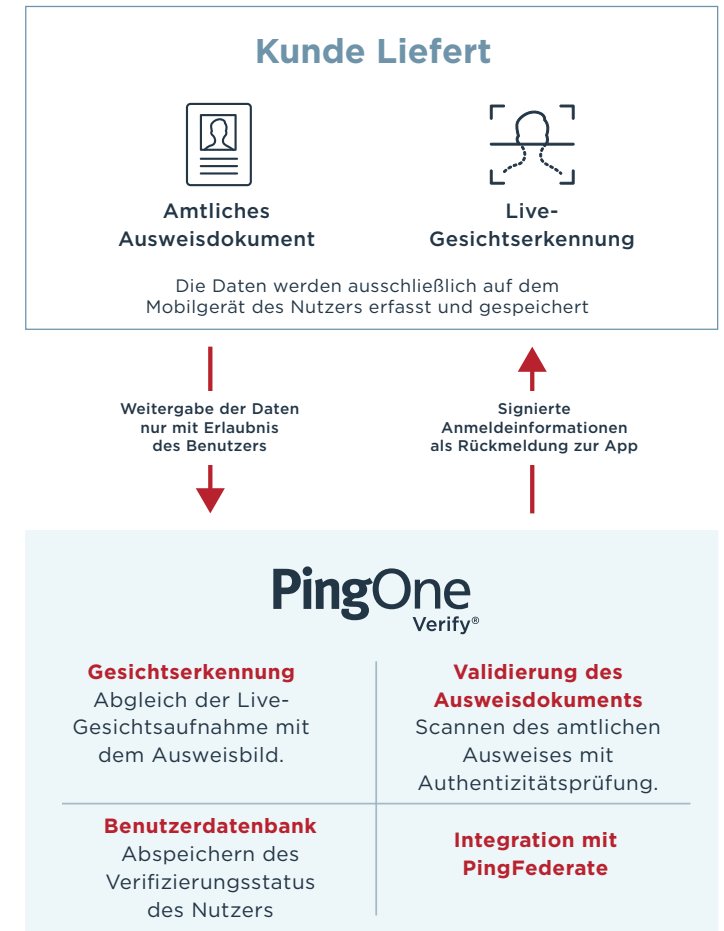 Kunde Liefert
Amtliches
Ausweisdokument
Live-
Gesichtserkennung
Die Daten werden ausschließlich auf dem
Mobilgerät des Nutzers erfasst und gespeichert
Weitergabe der Daten
nur mit Erlaubnis
des Benutzers
Signierte
Anmeldeinformationen
als Rückmeldung zur App
PingOne
Verify®
Gesichtserkennung
Abgleich der Live-
Gesichtsaufnahme mit
dem Ausweisbild.
Validierung des
Ausweisdokuments
Scannen des amtlichen
Ausweises mit
Authentizitätsprüfung.
Benutzerdatenbank
Abspeichern des
Verifizierungsstatus
des Nutzers
Integration mit
PingFederate